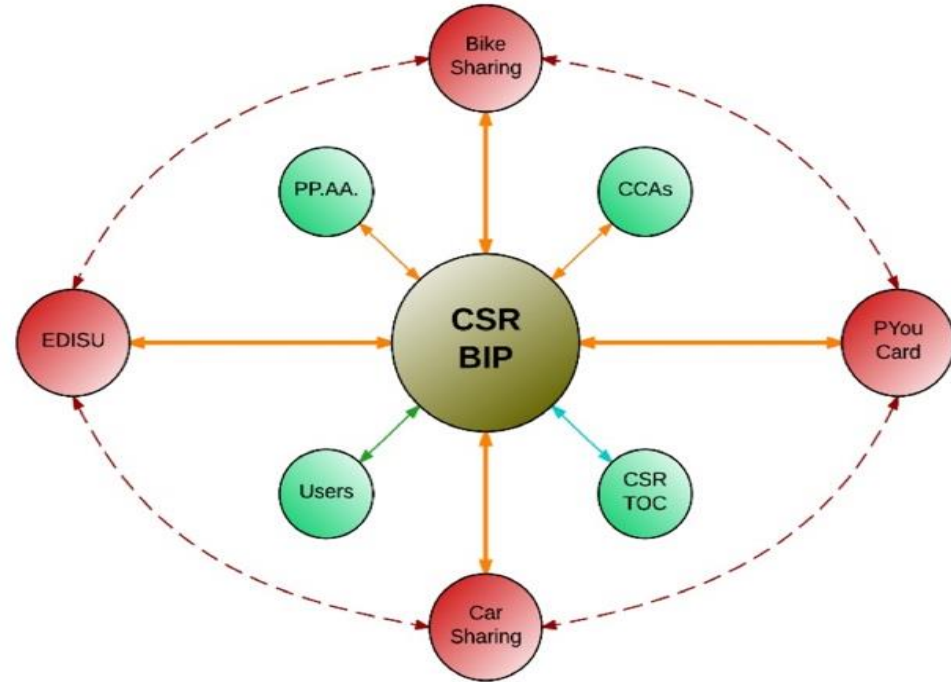 Bike
Sharing
PP.AA.
CCAs
CSR
BIP
EDISU
PYou
Card
Users
CSR
TOC
Car
Sharing